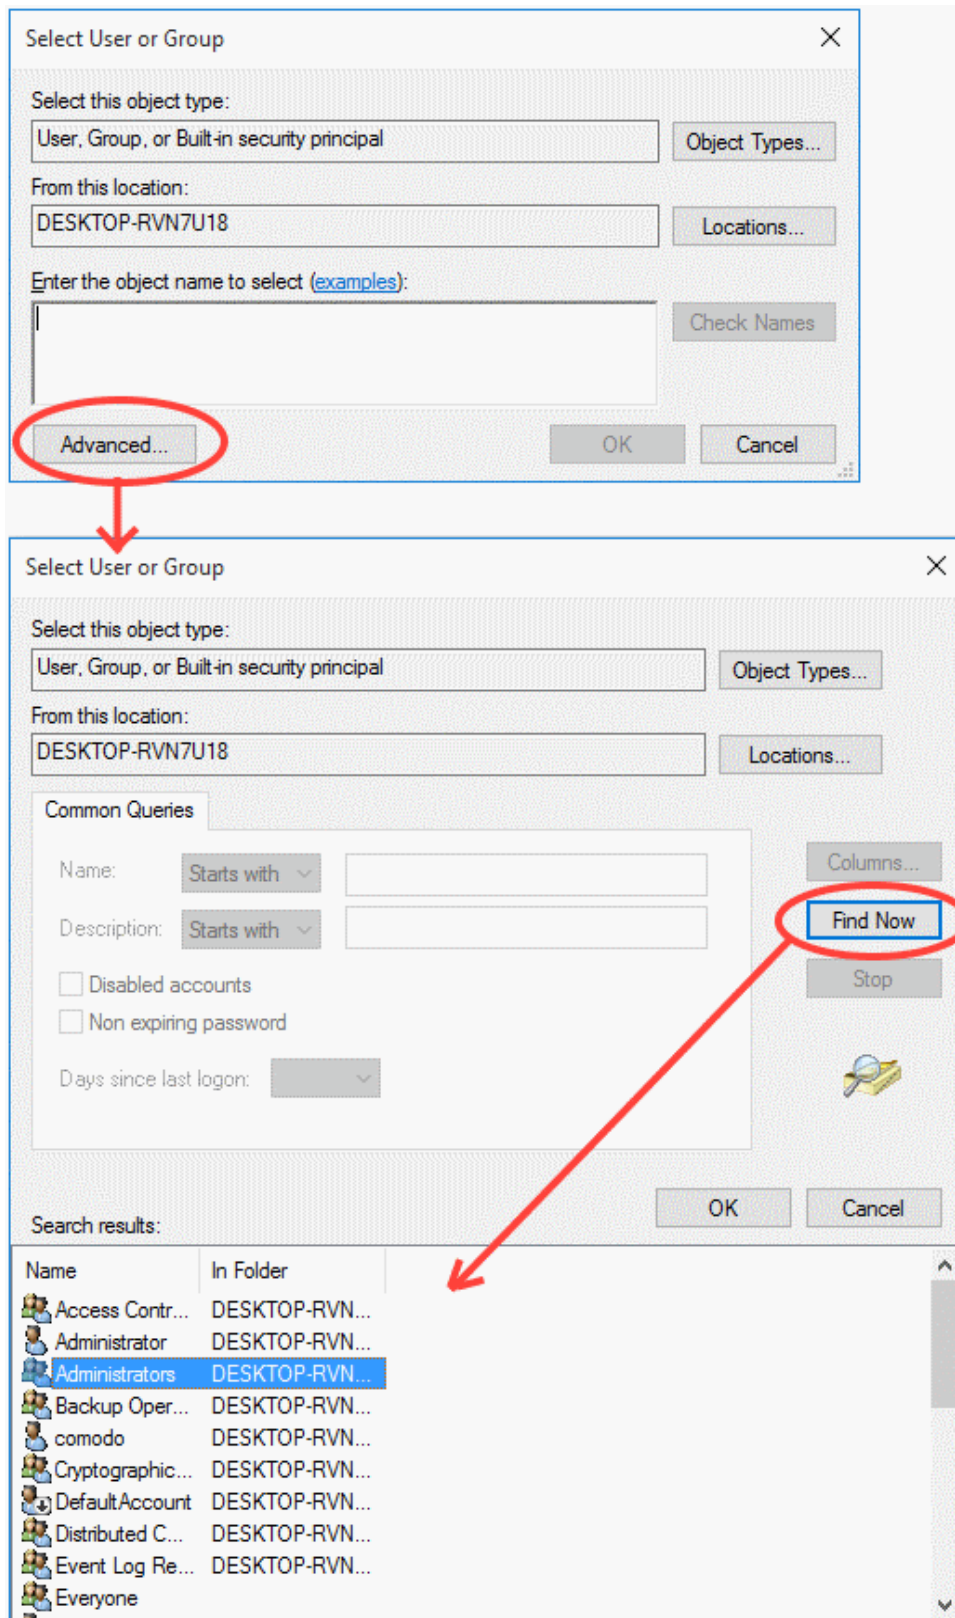 Select User or Group
Select this object type:
User, Group, or Built-in security principal
Object Types...
From this location:
DESKTOP-RVN7U18
Locations...
Enter the object name to select (examples):
Check Names
Advanced...
OK
Cancel
Select User or Group
Select this object type:
User, Group, or Built-in security principal
Object Types...
From this location:
DESKTOP-RVN7U18
Locations...
Common Queries
Name:
Starts with
Columns...
Description:
Starts with
Find Now
Disabled accounts
Stop
Non expiring password
Days since last logon:
OK
Cancel
Search results:
Name In Folder
Access Contr... DESKTOP-RVN...
Administrator DESKTOP-RVN...
Administrators DESKTOP-RVN...
Backup Oper... DESKTOP-RVN...
comodo DESKTOP-RVN...
Cryptographic... DESKTOP-RVN...
DefaultAccount DESKTOP-RVN...
Distributed C... DESKTOP-RVN...
Event Log Re... DESKTOP-RVN...
Everyone